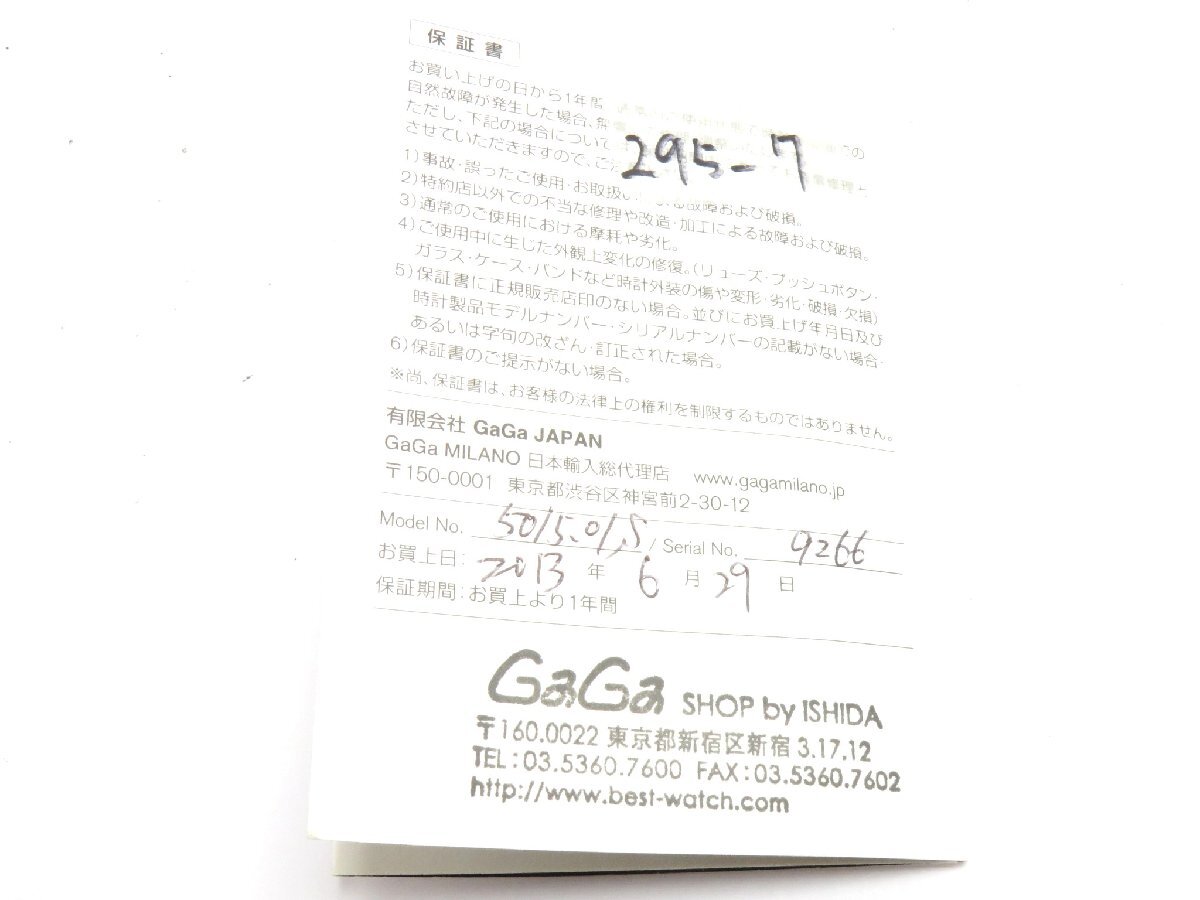 保証書
お買い上げの日から1年間
自然故障が発生した場合、
ただし、下記の場合について
させていただきますので、ご
295-7
1)事故・誤ったご使用・お取扱 故障および破損。
2)特約店以外での不当な修理や改造・加工による故障および破損。
3)通常のご使用における摩耗や劣化。
4)ご使用中に生じた外観上変化の修復。(リューズ・プッシュボタン・
ガラス・ケース・バンドなど時計外装の傷や変形・劣化・破損・欠損)
5)保証書に正規販売店印のない場合。並びにお買上げ年月日及び
時計製品モデルナンバー・シリアルナンバーの記載がない場合・
あるいは字句の改ざん・訂正された場合。
6)保証書のご提示がない場合。
※尚、保証書は、お客様の法律上の権利を制限するものではありません。
有限会社 GaGa JAPAN
GaGa MILANO 日本輸入総代理店 www.gagamilano.jp
〒150-0001 東京都渋谷区神宮前2-30-12
Model No. 5015.01.S / Serial No. 9266
お買上日: 2013 年 6 月 29 日
保証期間:お買上より1年間
GaGa SHOP by ISHIDA
〒160.0022 東京都新宿区新宿 3.17.12
TEL:03.5360.7600 FAX:03.5360.7602
http://www.best-watch.com